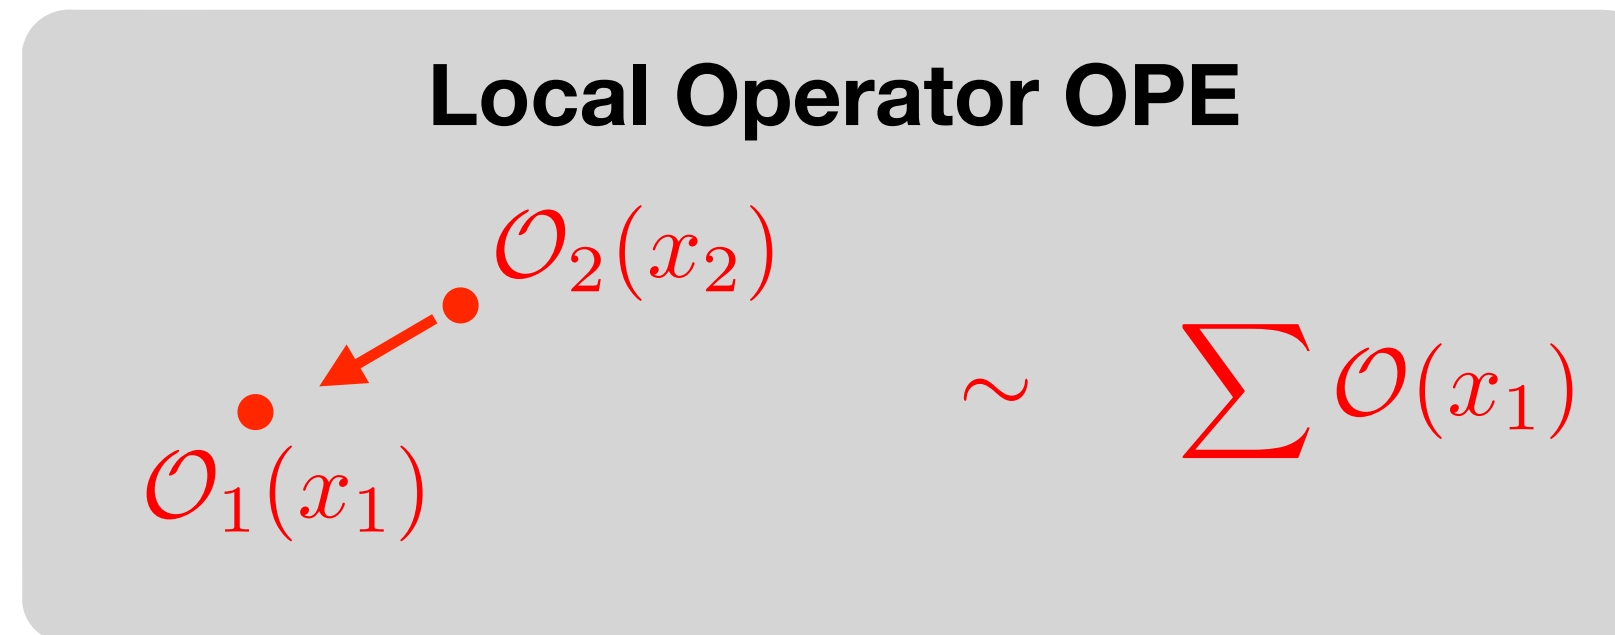 Local Operator OPE
𝒪₂(x₂)
∼ ∑ 𝒪(x₁)
𝒪₁(x₁)